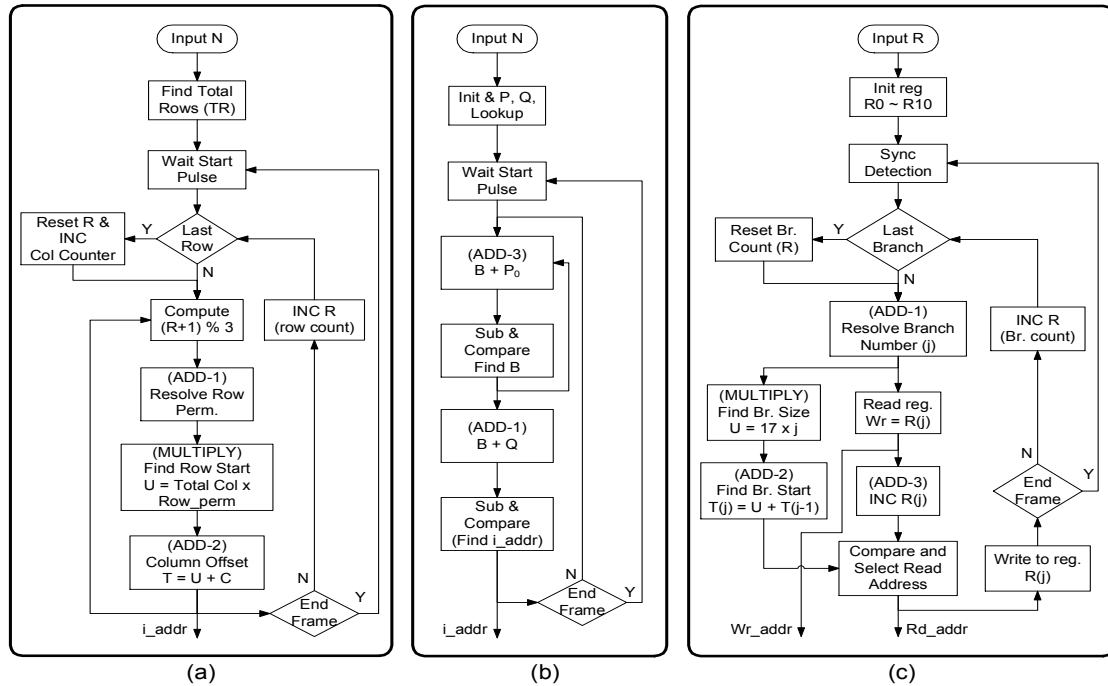 Input N
Find Total
Rows (TR)
Wait Start
Pulse
Last
Row
Y
N
Reset R &
INC
Col Counter
Compute
(R+1) % 3
INC R
(row count)
(ADD-1)
Resolve Row
Perm.
(MULTIPLY)
Find Row Start
U = Total Col x
Row_perm
(ADD-2)
Column Offset
T = U + C
N
End
Frame
Y
i_addr
(a)
Input N
Init & P, Q,
Lookup
Wait Start
Pulse
(ADD-3)
B + P0
Sub &
Compare
Find B
(ADD-1)
B + Q
Sub &
Compare
(Find i_addr)
N
End
Frame
Y
i_addr
(b)
Input R
Init reg
R0 ~ R10
Sync
Detection
Last
Branch
Y
N
Reset Br.
Count (R)
(ADD-1)
Resolve Branch
Number (j)
INC R
(Br. count)
(MULTIPLY)
Find Br. Size
U = 17 x j
Read reg.
Wr = R(j)
(ADD-2)
Find Br. Start
T(j) = U + T(j-1)
(ADD-3)
INC R(j)
N
End
Frame
Y
Compare and
Select Read
Address
Write to reg.
R(j)
Wr_addr
Rd_addr
(c)